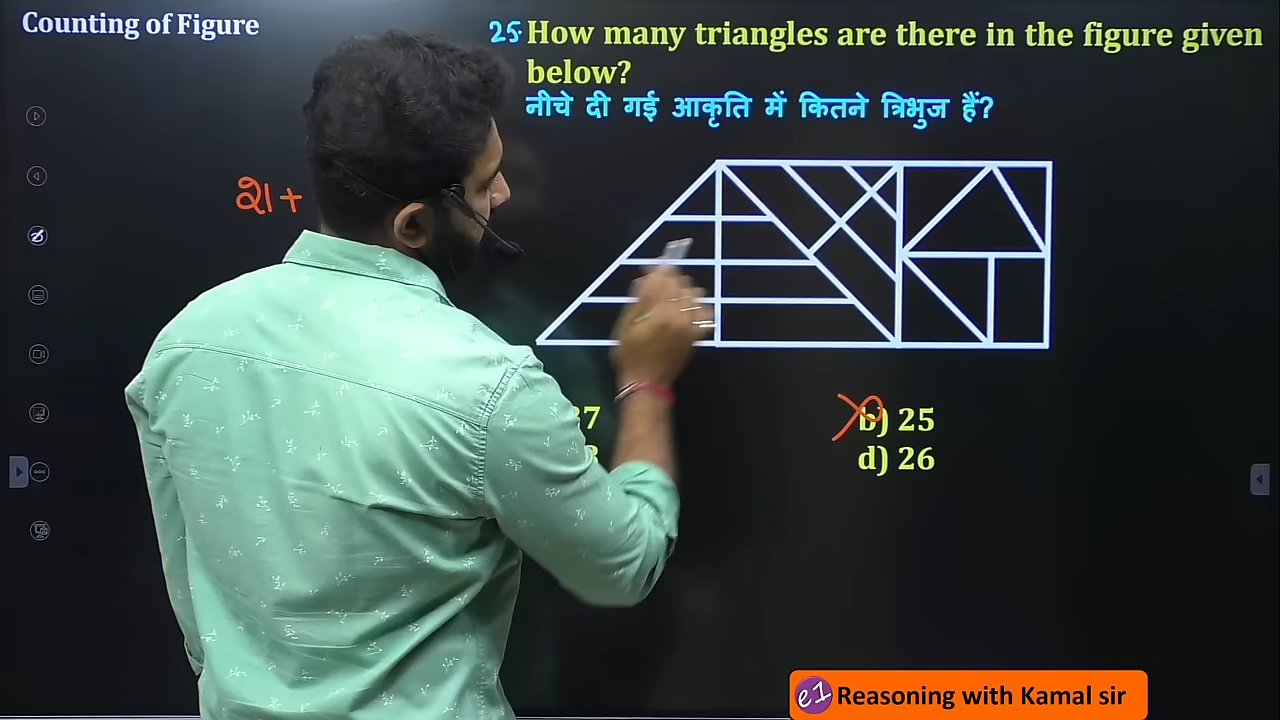 Counting of Figure
25. How many triangles are there in the figure given
below?
नीचे दी गई आकृति में कितने त्रिभुज हैं?
21+
b) 25
d) 26
e1 Reasoning with Kamal sir